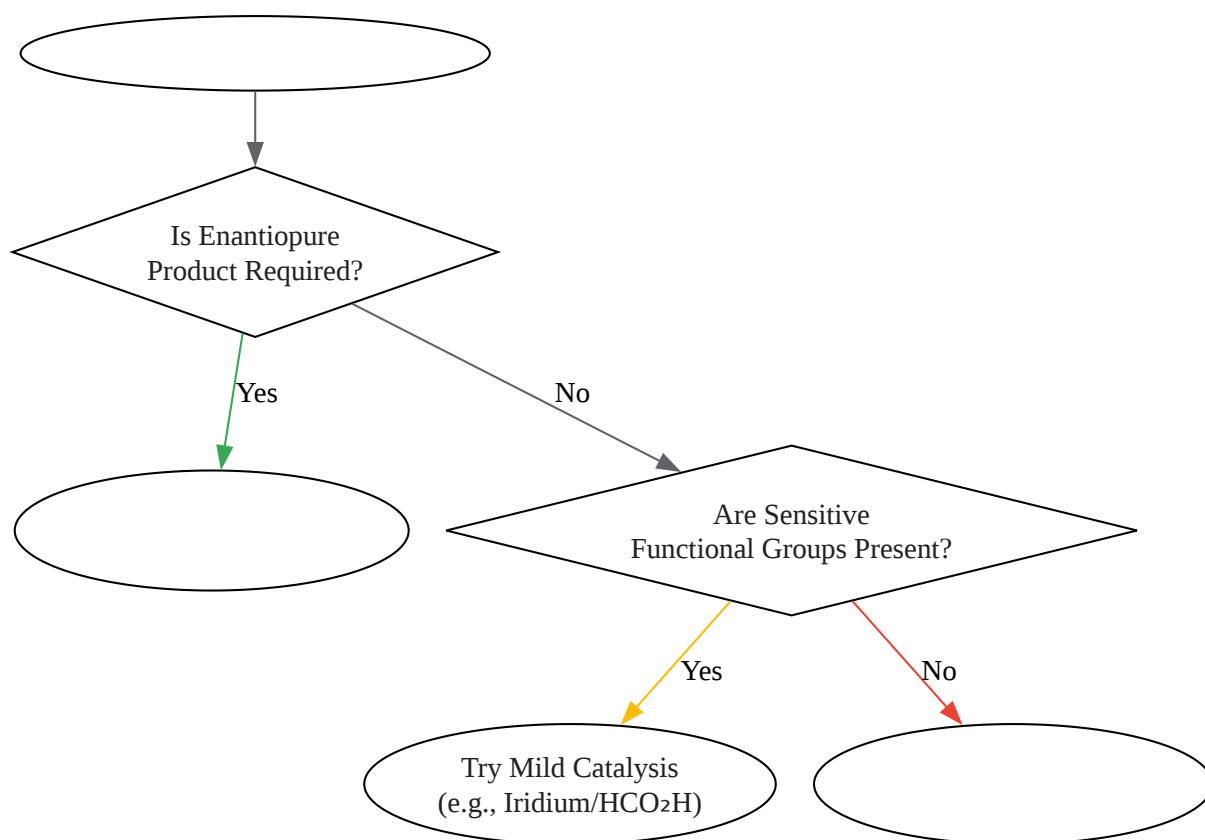 Is Enantiopure
Product Required?
Yes
No
Are Sensitive
Functional Groups Present?
Yes
No
Try Mild Catalysis
(e.g., Iridium/HCO₂H)